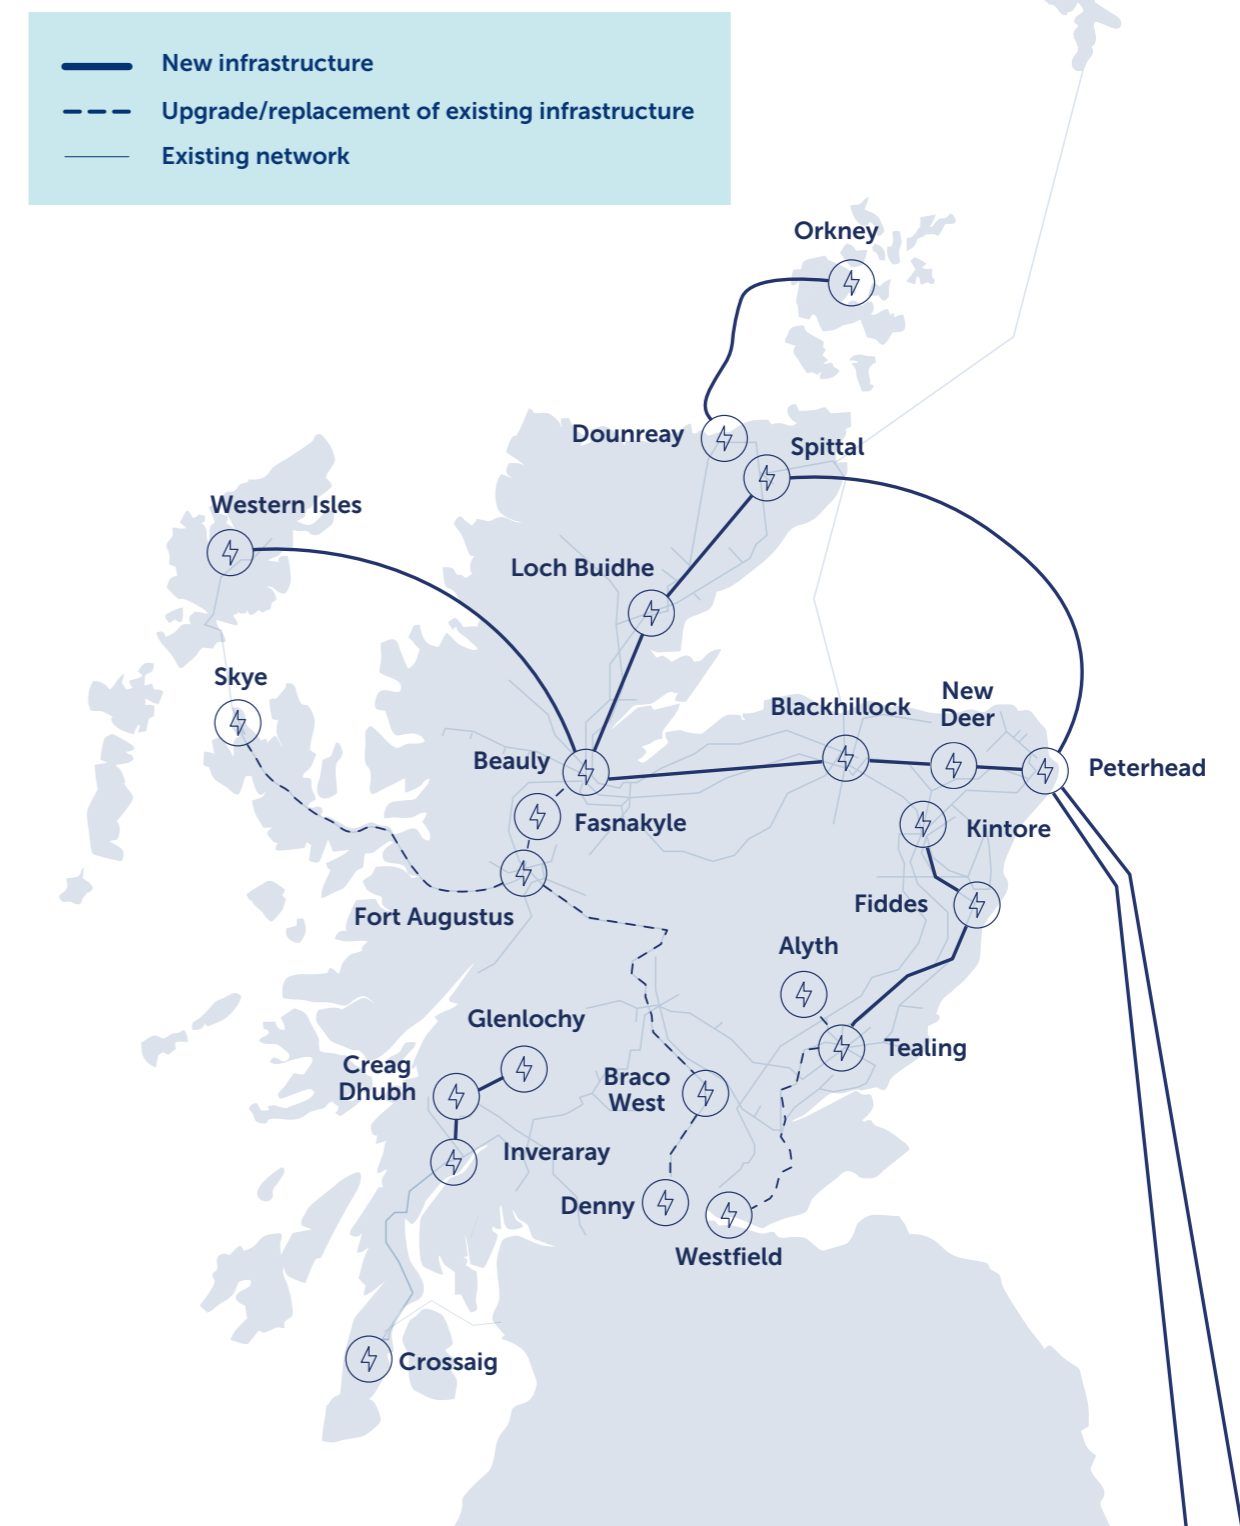 New infrastructure
Upgrade/replacement of existing infrastructure
Existing network
Orkney
Dounreay
Spittal
Western Isles
Loch Buidhe
Skye
Blackhillock
New
Deer
Beauly
Peterhead
Fasnakyle
Kintore
Fiddes
Fort Augustus
Alyth
Glenlochy
Tealing
Creag
Dhubh
Braco
West
Inveraray
Denny
Westfield
Crossaig